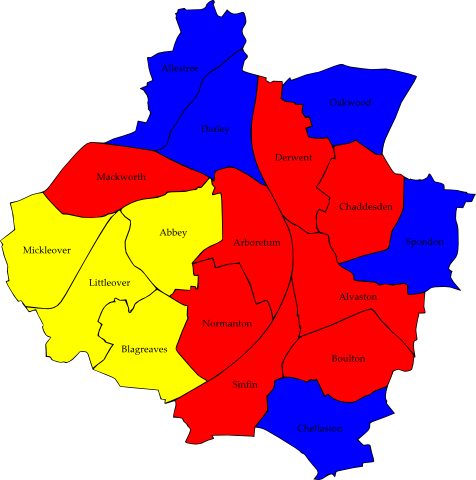 Allestree
Oakwood
Darley
Derwent
Mackworth
Chaddesden
Abbey
Arboretum
Spondon
Mickleover
Littleover
Alvaston
Normanton
Blagreaves
Boulton
Sinfin
Chellaston